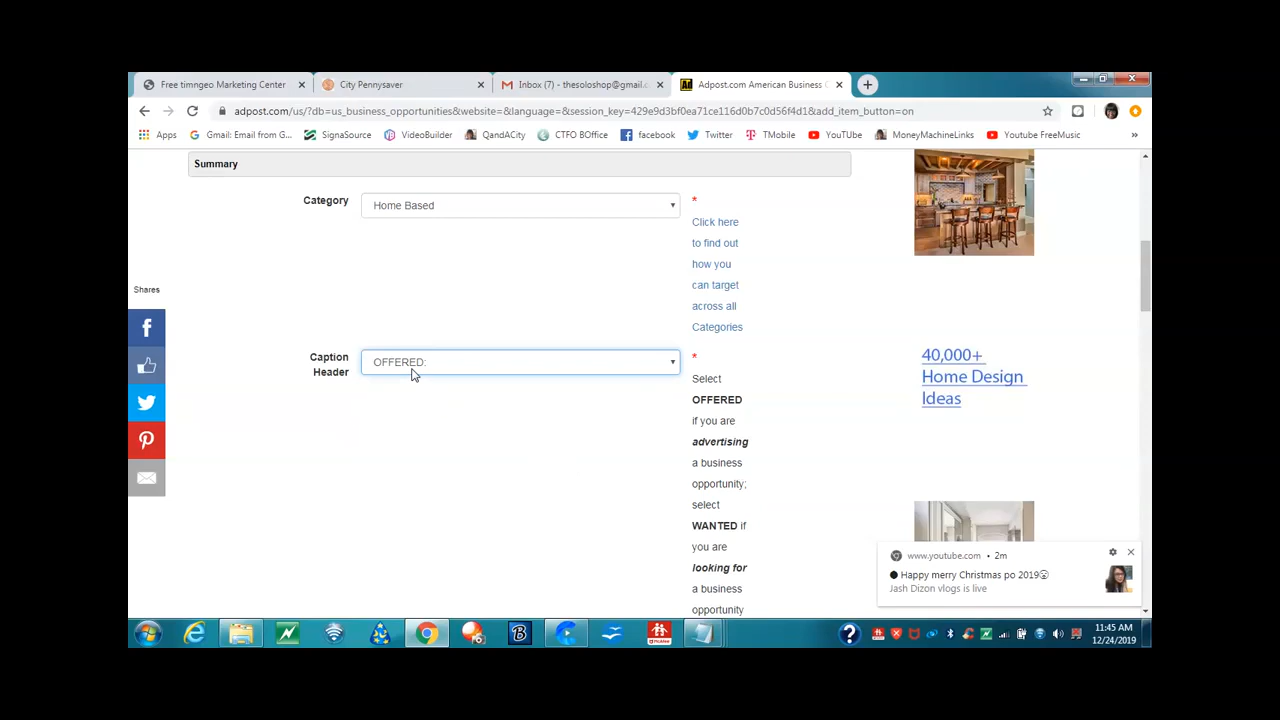 Free timngeo Marketing Center
City Pennysaver
Inbox (7) - thesoloshop@gmail.c
Adpost.com American Business O
adpost.com/us/?db=us_business_opportunities&website=&language=&session_key=429e9d3bf0ea71ce116d0b7c0d56f4d1&add_item_button=on
Apps
Gmail: Email from G...
SignaSource
VideoBuilder
QandACity
CTFO BOffice
facebook
Twitter
TMobile
YouTUbe
MoneyMachineLinks
Youtube FreeMusic
»
Summary
Category
Home Based
*
Click here
to find out
how you
can target
across all
Categories
Shares
Caption
Header
OFFERED:
*
Select
OFFERED
if you are
advertising
a business
opportunity;
select
WANTED if
you are
looking for
a business
opportunity
40,000+
Home Design
Ideas
www.youtube.com • 2m
Happy merry Christmas po 2019
Jash Dizon vlogs is live
11:45 AM
12/24/2019